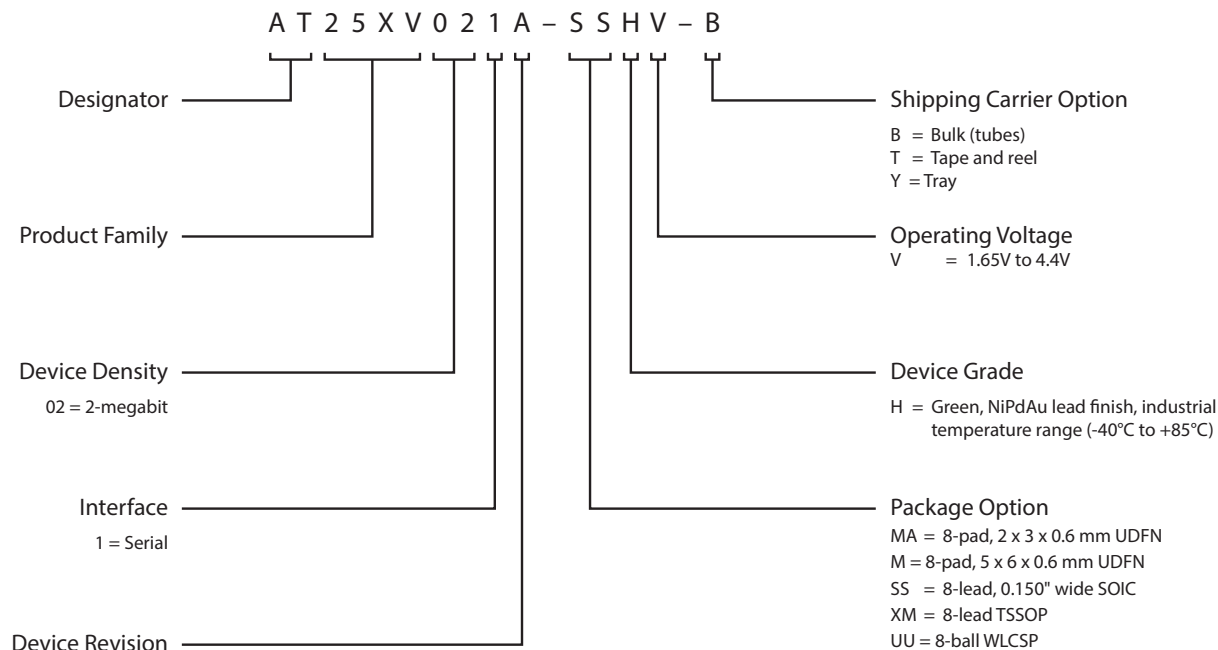 A T 2 5 X V 0 2 1 A – S S H V – B
Designator
Product Family
Device Density
02 = 2-megabit
Interface
1 = Serial
Device Revision
Shipping Carrier Option
B = Bulk (tubes)
T = Tape and reel
Y = Tray
Operating Voltage
V = 1.65V to 4.4V
Device Grade
H = Green, NiPdAu lead finish, industrial
temperature range (-40°C to +85°C)
Package Option
MA = 8-pad, 2 x 3 x 0.6 mm UDFN
M = 8-pad, 5 x 6 x 0.6 mm UDFN
SS = 8-lead, 0.150" wide SOIC
XM = 8-lead TSSOP
UU = 8-ball WLCSP